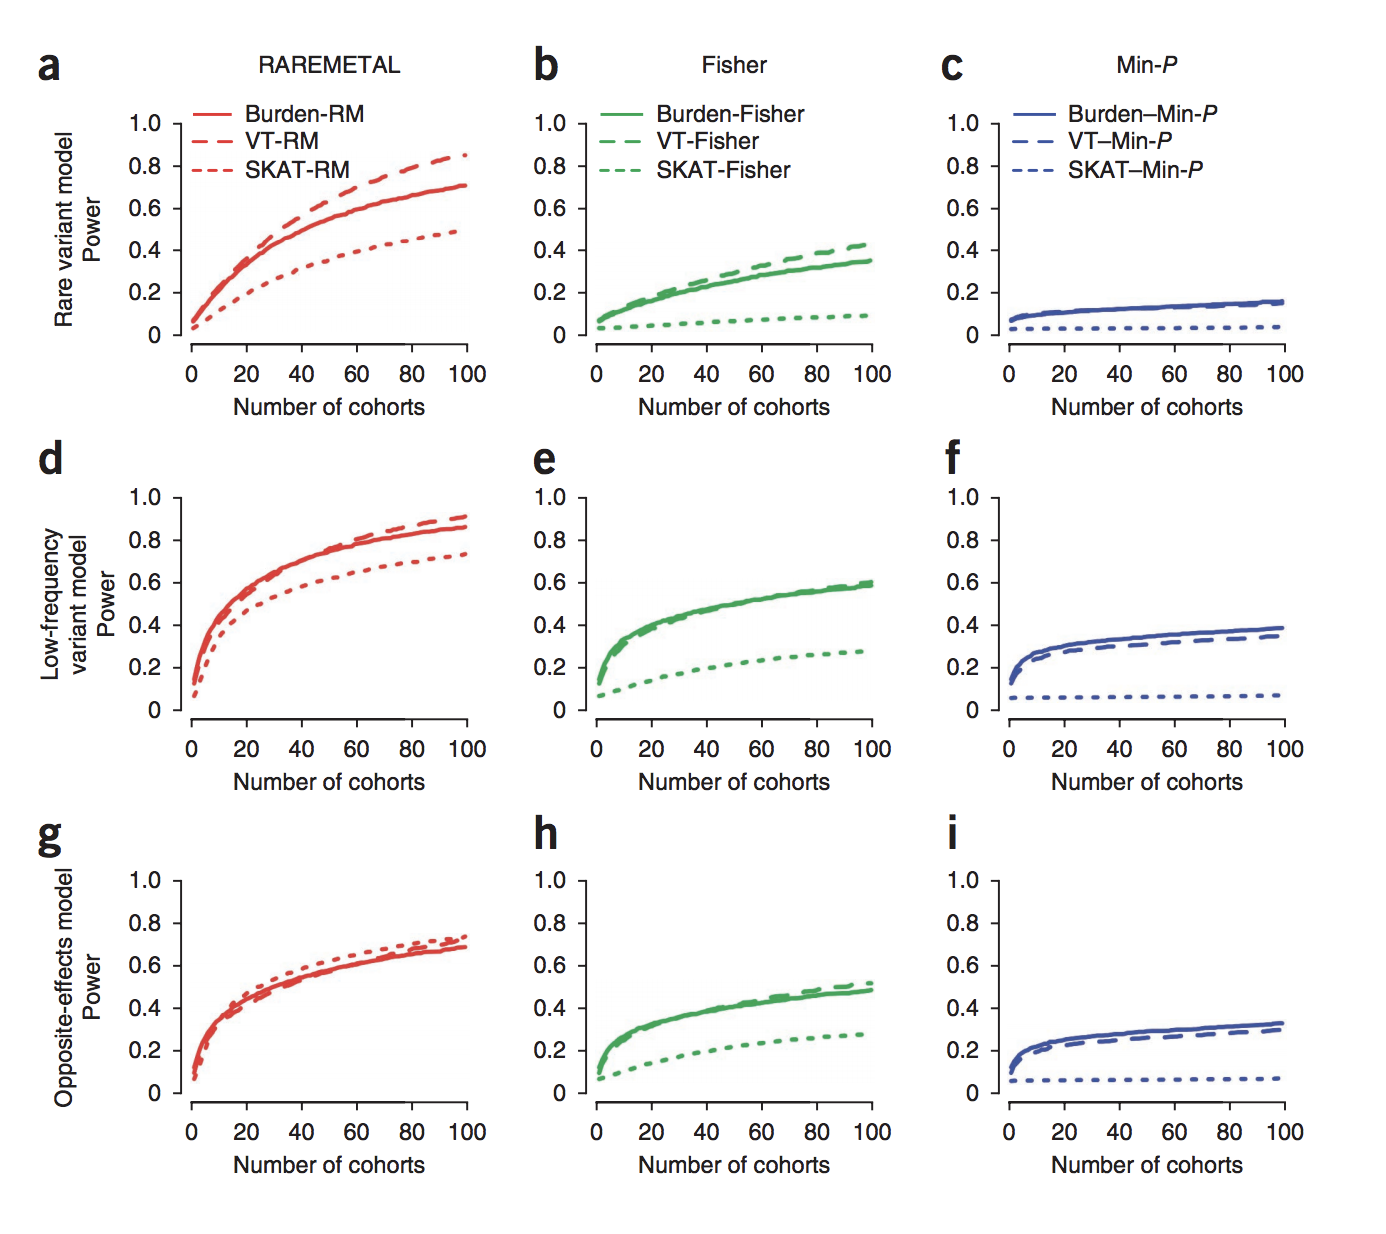 a
RAREMETAL
b
Fisher
c
Min-P
Rare variant model
Power
1.0
0.8
0.6
0.4
0.2
0
Burden-RM
VT-RM
SKAT-RM
0 20 40 60 80 100
Number of cohorts
1.0
0.8
0.6
0.4
0.2
0
Burden-Fisher
VT-Fisher
SKAT-Fisher
0 20 40 60 80 100
Number of cohorts
1.0
0.8
0.6
0.4
0.2
0
Burden–Min-P
VT–Min-P
SKAT–Min-P
0 20 40 60 80 100
Number of cohorts
d
Low-frequency
variant model
Power
1.0
0.8
0.6
0.4
0.2
0
0 20 40 60 80 100
Number of cohorts
e
1.0
0.8
0.6
0.4
0.2
0
0 20 40 60 80 100
Number of cohorts
f
1.0
0.8
0.6
0.4
0.2
0
0 20 40 60 80 100
Number of cohorts
g
Opposite-effects model
Power
1.0
0.8
0.6
0.4
0.2
0
0 20 40 60 80 100
Number of cohorts
h
1.0
0.8
0.6
0.4
0.2
0
0 20 40 60 80 100
Number of cohorts
i
1.0
0.8
0.6
0.4
0.2
0
0 20 40 60 80 100
Number of cohorts